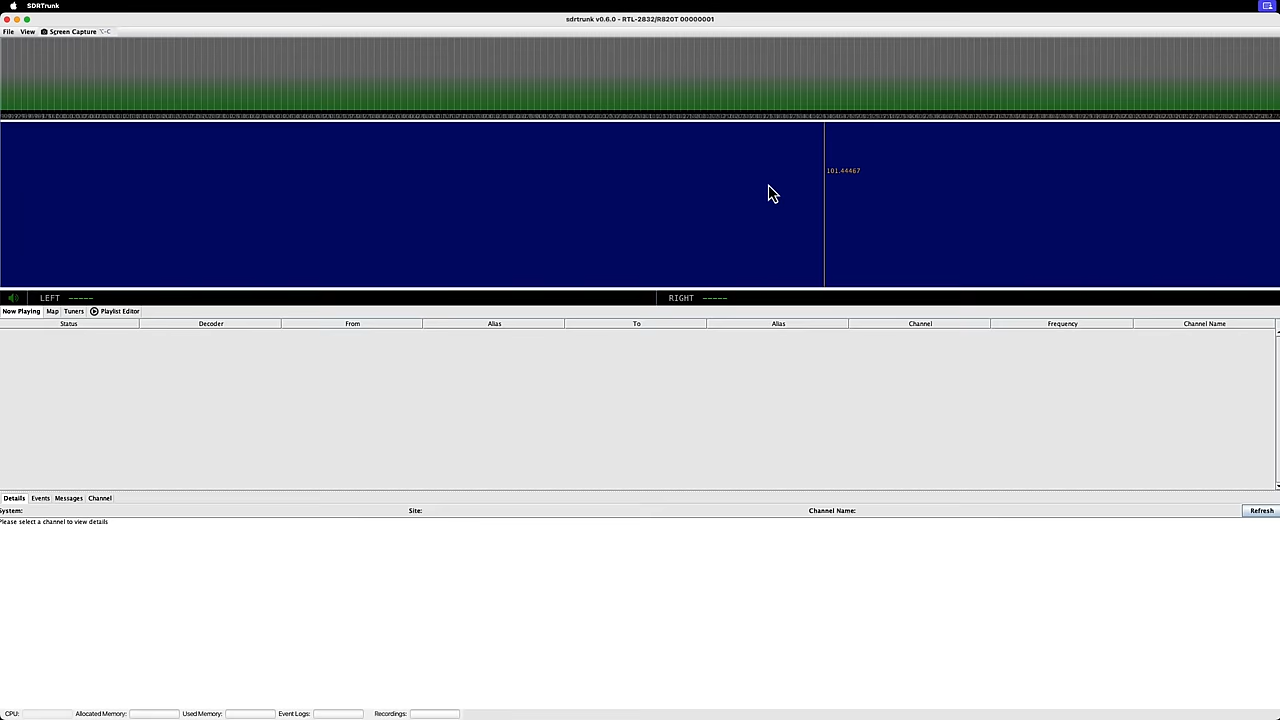 SDRTrunk
sdrtrunk v0.6.0 - RTL-2832/R820T 00000001
File View Screen Capture ⌥-C
101.44467
LEFT ----- RIGHT -----
Now Playing Map Tuners Playlist Editor
Status Decoder From Alias To Alias Channel Frequency Channel Name
Details Events Messages Channel
System: Site: Channel Name: Refresh
Please select a channel to view details
CPU: Allocated Memory: Used Memory: Event Logs: Recordings: